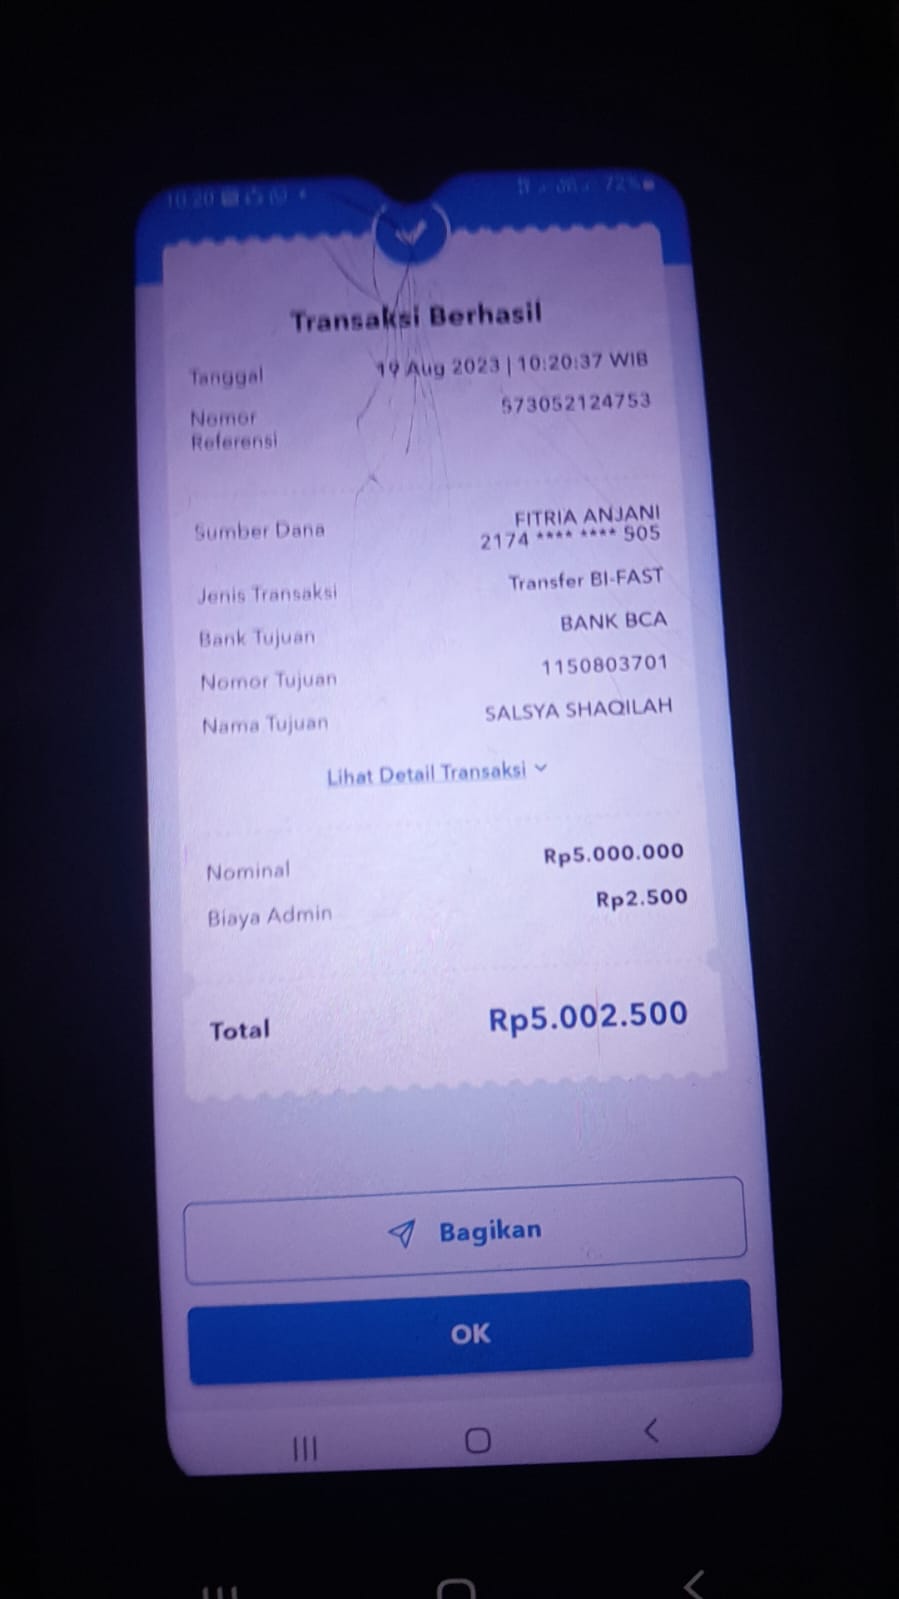 10:20
72%
Transaksi Berhasil
Tanggal 19 Aug 2023 | 10:20:37 WIB
Nomor 573052124753
Referensi
Sumber Dana FITRIA ANJANI
2174 **** **** 505
Jenis Transaksi Transfer BI-FAST
Bank Tujuan BANK BCA
Nomor Tujuan 1150803701
Nama Tujuan SALSYA SHAQILAH
Lihat Detail Transaksi
Nominal Rp5.000.000
Biaya Admin Rp2.500
Total Rp5.002.500
Bagikan
OK